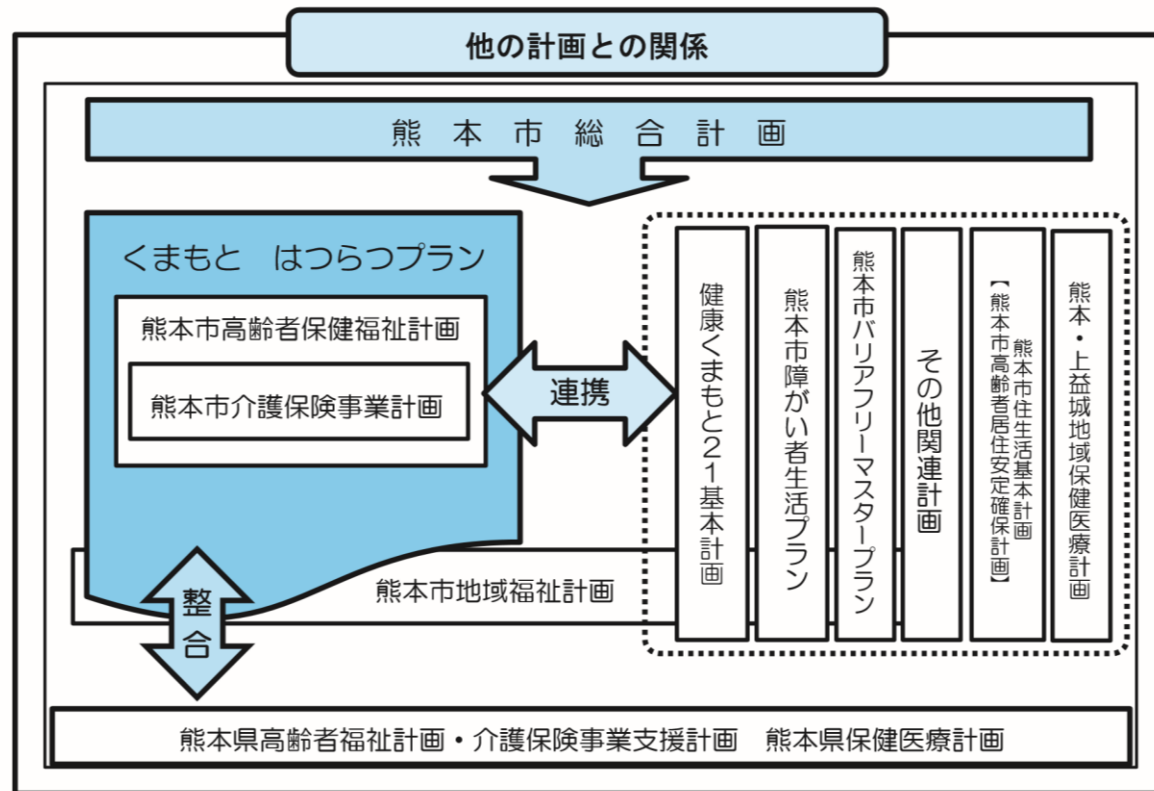 他の計画との関係
熊本市総合計画
くまもと　はつらつプラン
熊本市高齢者保健福祉計画
熊本市介護保険事業計画
連携
健康くまもと２１基本計画
熊本市障がい者生活プラン
熊本市バリアフリーマスタープラン
その他関連計画
熊本市住生活基本計画
【熊本市高齢者居住安定確保計画】
熊本・上益城地域保健医療計画
熊本市地域福祉計画
整合
熊本県高齢者福祉計画・介護保険事業支援計画　熊本県保健医療計画